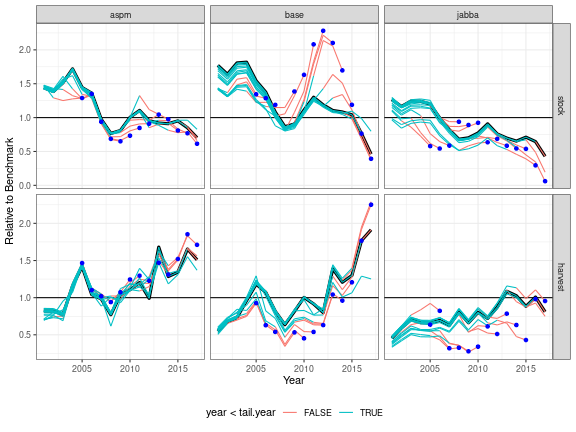 aspm base jabba
2.0
1.5
1.0
0.5
0.0
stock
Relative to Benchmark
2.0
1.5
1.0
0.5
harvest
2005 2010 2015 2005 2010 2015 2005 2010 2015
Year
year < tail.year FALSE TRUE